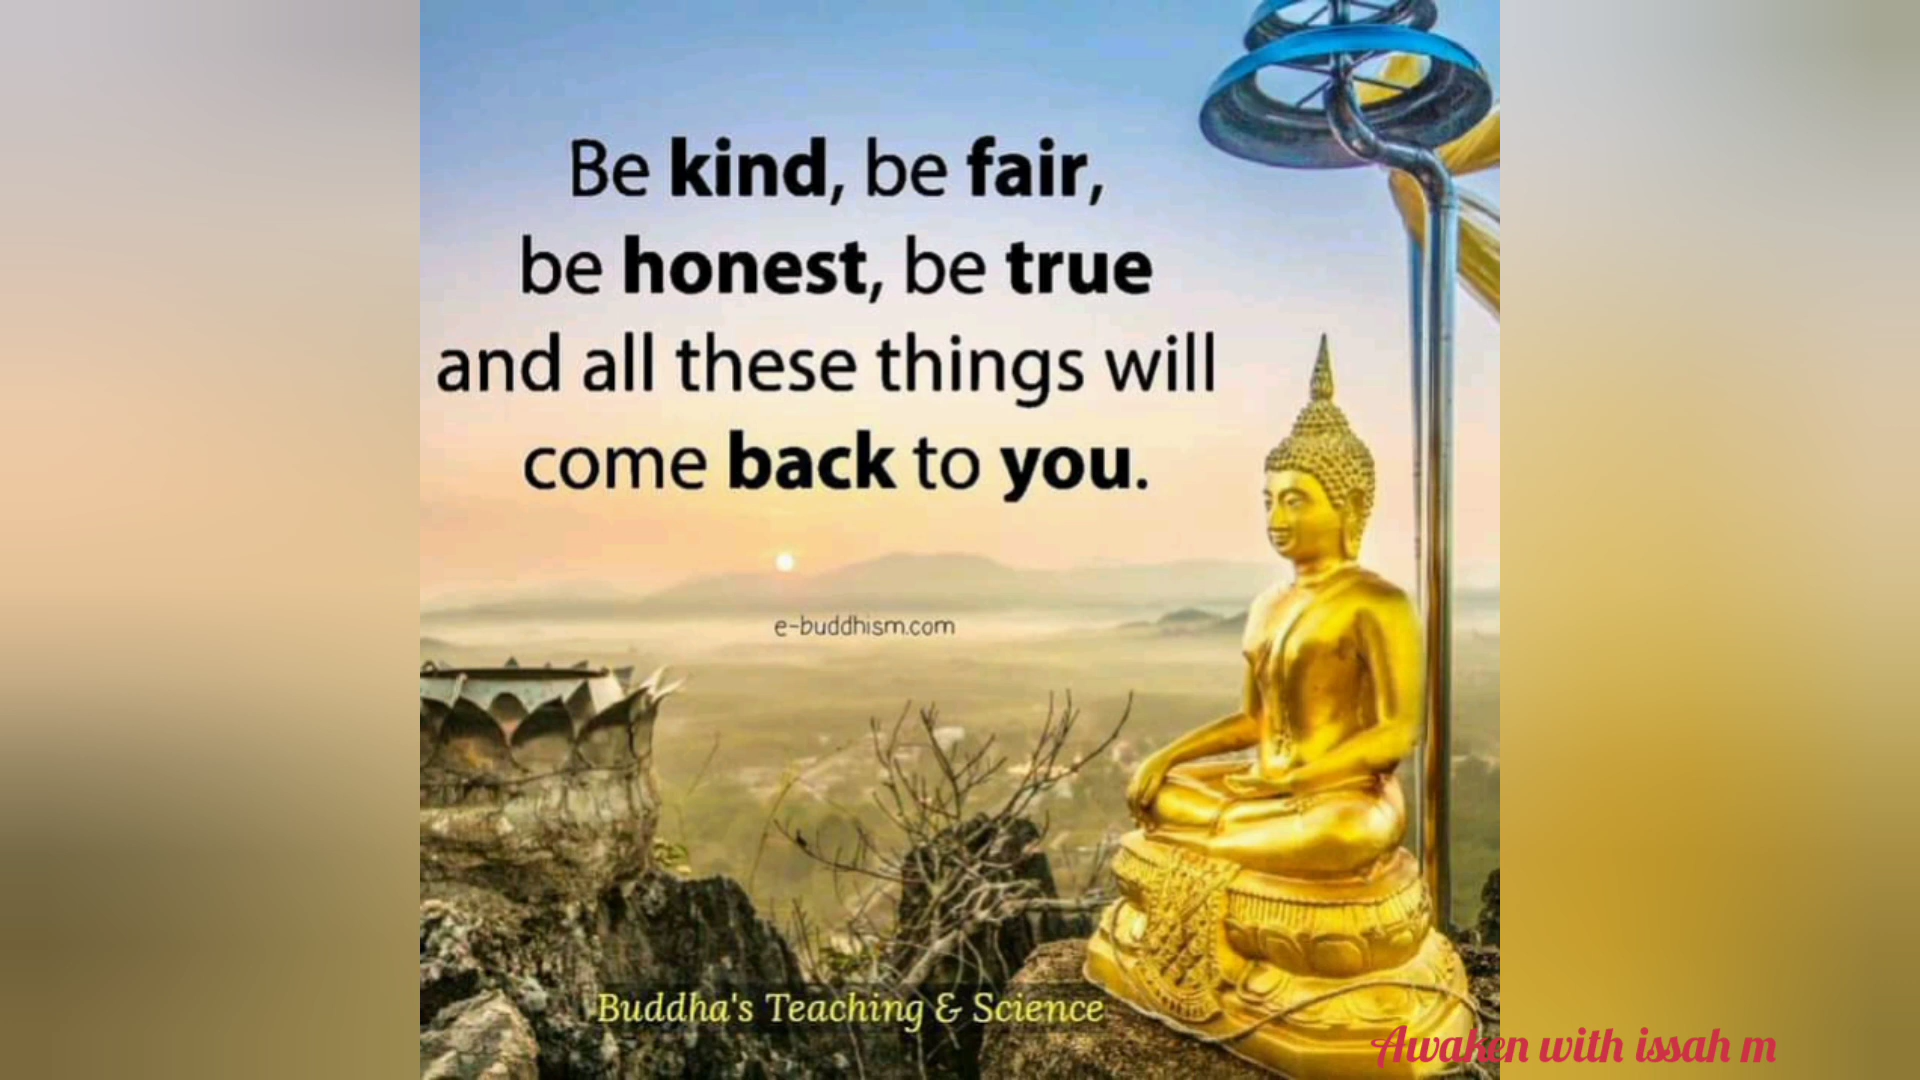 Be kind, be fair,
be honest, be true
and all these things will
come back to you.
e-buddhism.com
Buddha's Teaching & Science
Awaken with issah m